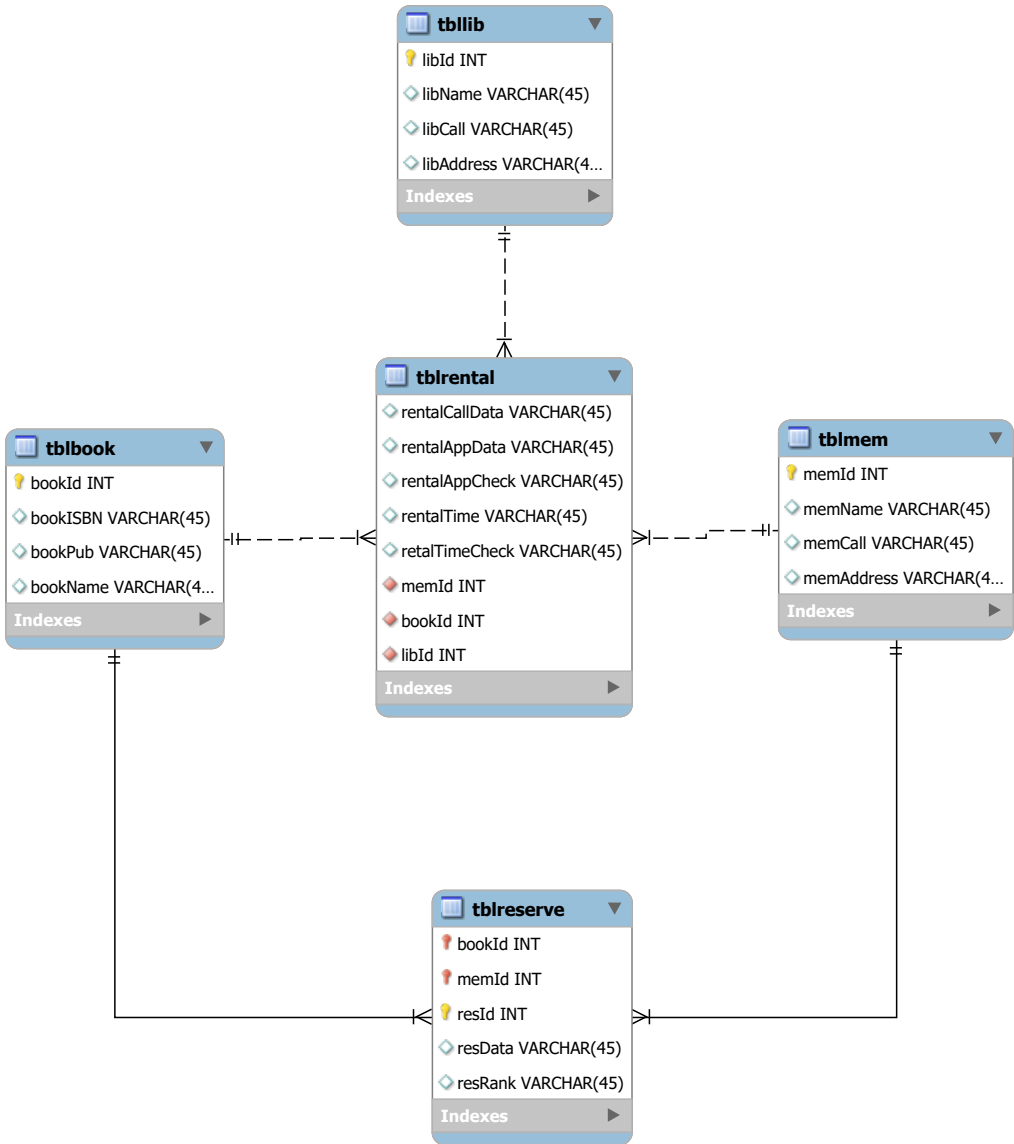 tbllib
libId INT
libName VARCHAR(45)
libCall VARCHAR(45)
libAddress VARCHAR(4...
Indexes
tblrental
rentalCallData VARCHAR(45)
rentalAppData VARCHAR(45)
rentalAppCheck VARCHAR(45)
rentalTime VARCHAR(45)
retalTimeCheck VARCHAR(45)
memId INT
bookId INT
libId INT
Indexes
tblbook
bookId INT
bookISBN VARCHAR(45)
bookPub VARCHAR(45)
bookName VARCHAR(4...
Indexes
tblmem
memId INT
memName VARCHAR(45)
memCall VARCHAR(45)
memAddress VARCHAR(4...
Indexes
tblreserve
bookId INT
memId INT
resId INT
resData VARCHAR(45)
resRank VARCHAR(45)
Indexes